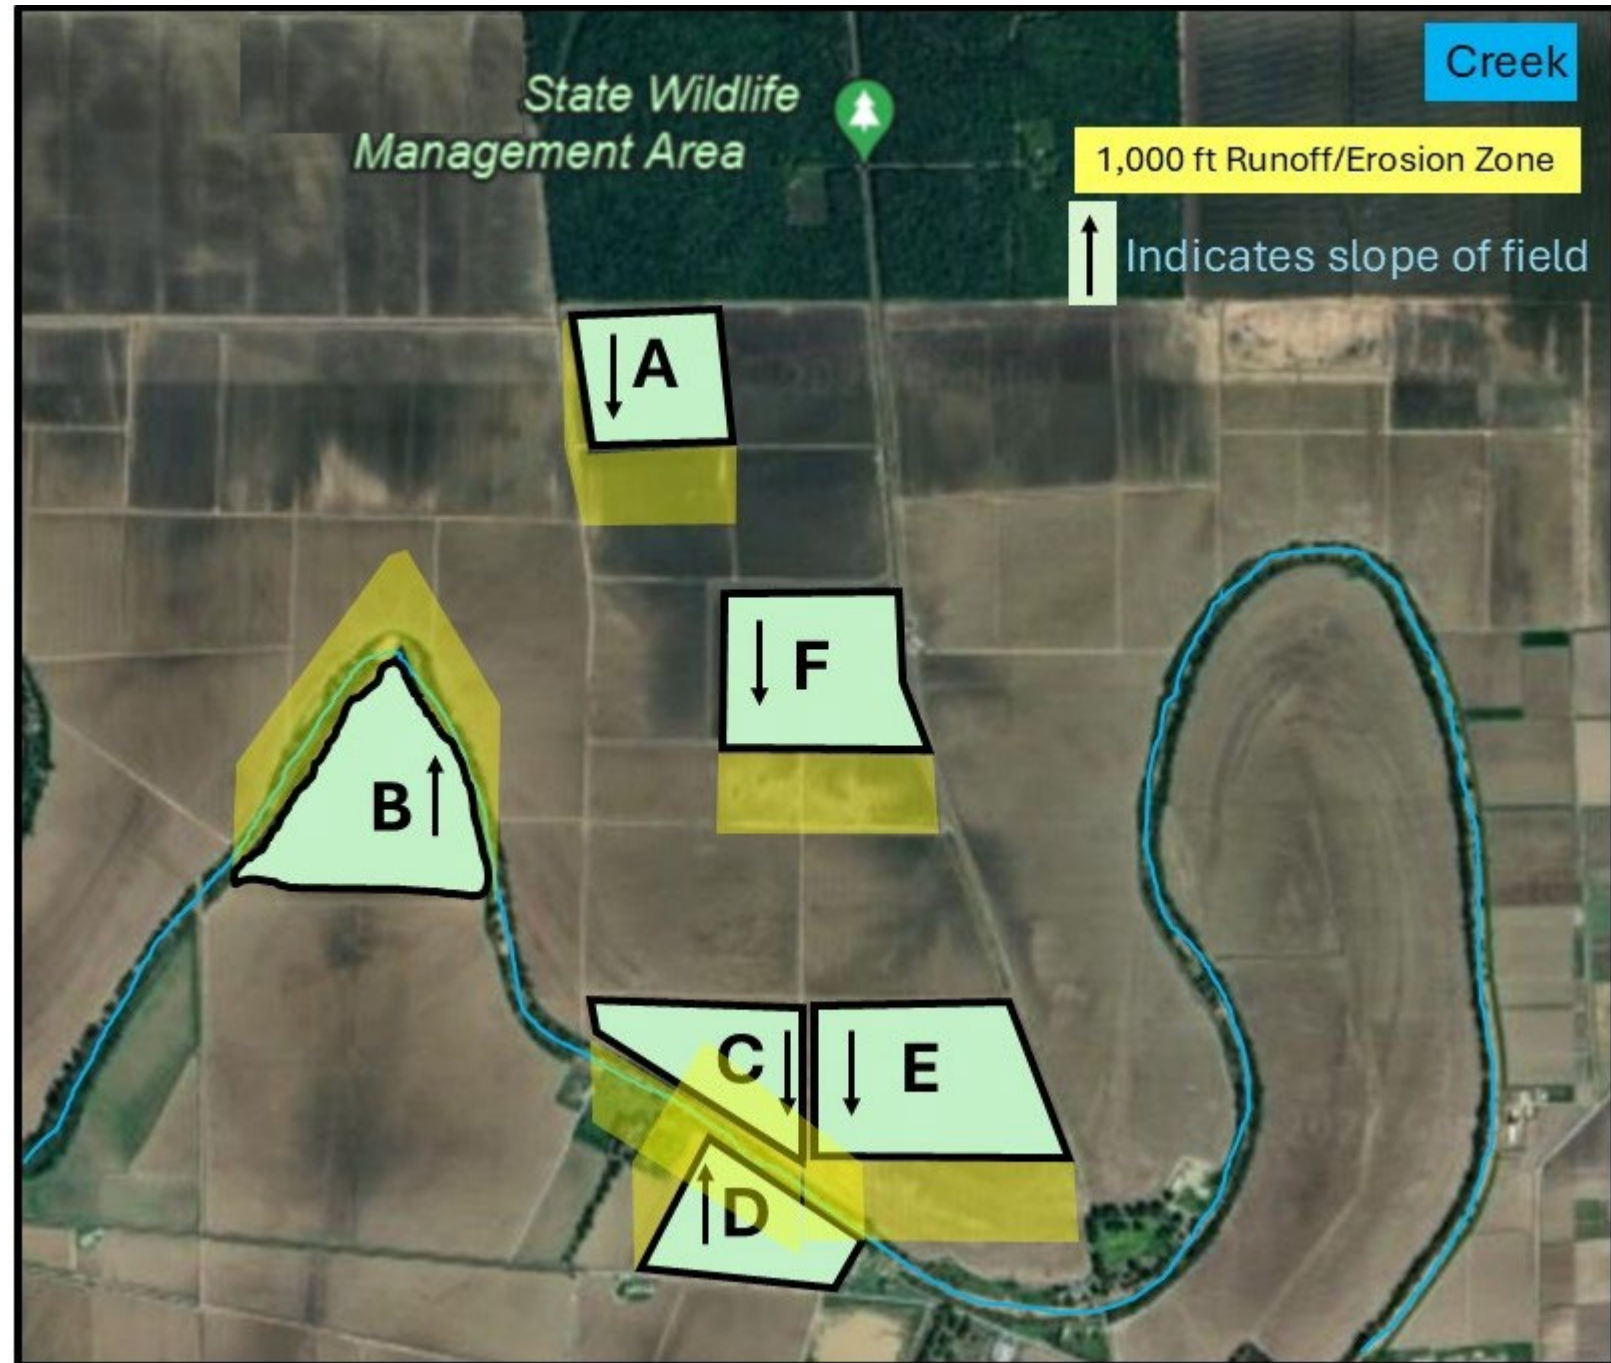 Creek
State Wildlife
Management Area
1,000 ft Runoff/Erosion Zone
Indicates slope of field
A
F
B
C
E
D